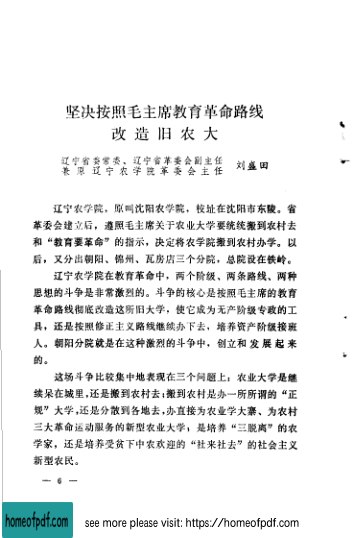 坚决按照毛主席教育革命路线
改造旧农大
辽宁省委常委、辽宁省革委会副主任
兼原辽宁农学院革委会主任 刘盛田
辽宁农学院，原叫沈阳农学院，校址在沈阳市东陵。省
革委会建立后，遵照毛主席关于农业大学要统统搬到农村去
和“教育要革命”的指示，决定将农学院搬到农村办学。以
后，又分出朝阳、锦州、瓦房店三个分院，总院设在铁岭。
辽宁农学院在教育革命中，两个阶级、两条路线、两种
思想的斗争是非常激烈的。斗争的核心是按照毛主席的教育
革命路线彻底改造这所旧大学，使它成为无产阶级专政的工
具，还是按照修正主义路线继续办下去，培养资产阶级接班
人。朝阳分院就是在这种激烈的斗争中，创立和发展起来
的。
这场斗争比较集中地表现在三个问题上：农业大学是继
续呆在城里，还是搬到农村去；搬到农村是办一所所谓的“正
规”大学，还是分散到各地去，办直接为农业学大寨、为农村
三大革命运动服务的新型农业大学；是培养“三脱离”的农
学家，还是培养受贫下中农欢迎的“社来社去”的社会主义
新型农民。
— 6 —
homeofpdf.com
see more please visit: https://homeofpdf.com